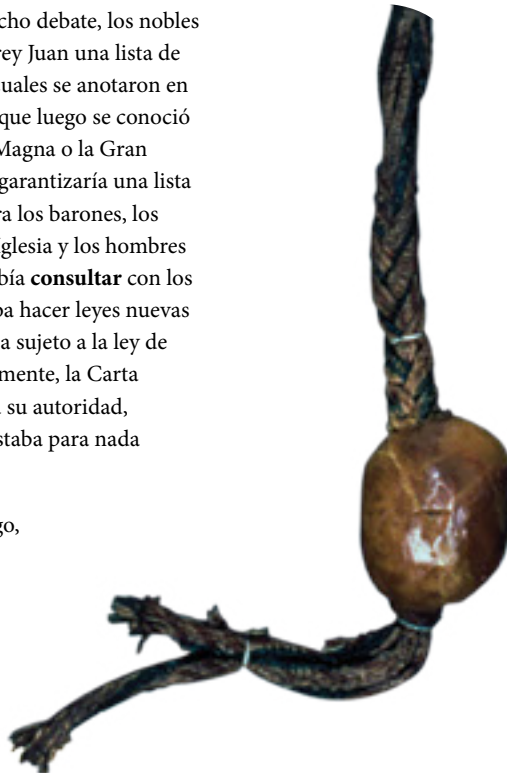 cho debate, los nobles
rey Juan una lista de
uales se anotaron en
que luego se conoció
Magna o la Gran
garantizaría una lista
ra los barones, los
Iglesia y los hombres
bía consultar con los
ba hacer leyes nuevas
a sujeto a la ley de
mente, la Carta
su autoridad,
staba para nada
go,